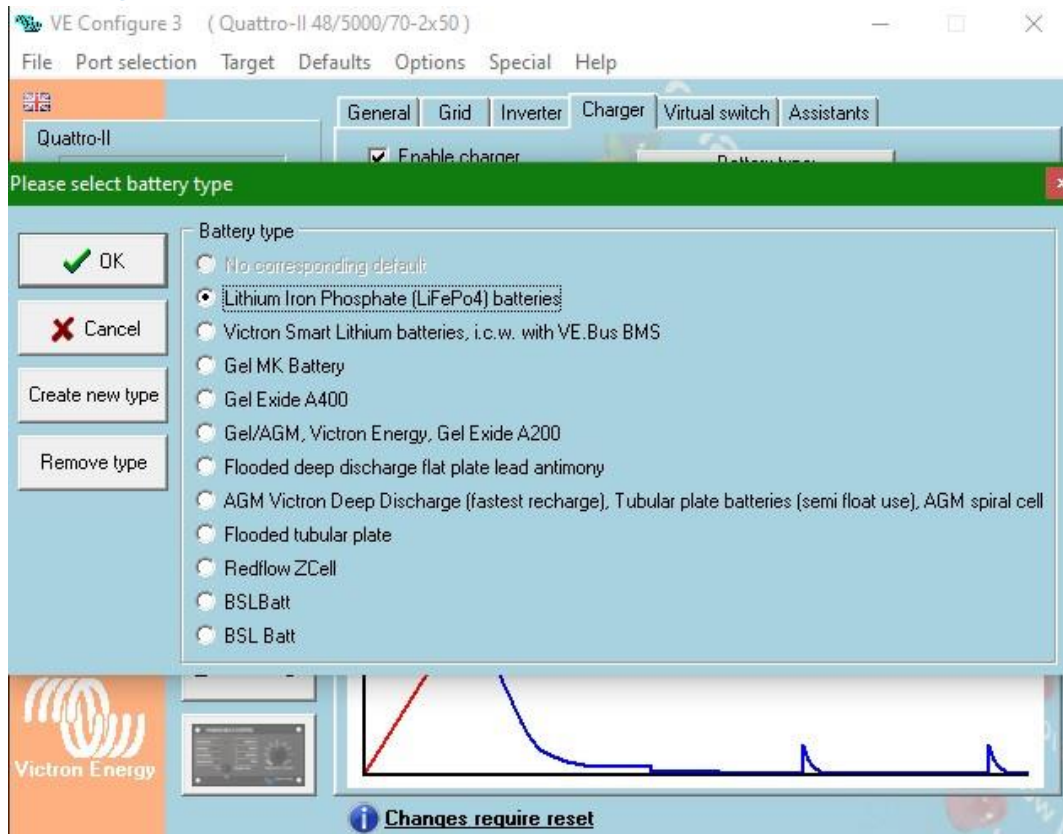 VE Configure 3 ( Quattro-II 48/5000/70-2x50 )
File Port selection Target Defaults Options Special Help
General Grid Inverter Charger Virtual switch Assistants
Quattro-II
Enable charger
Battery type:
Please select battery type
OK
Cancel
Create new type
Remove type
Battery type
No corresponding default
Lithium Iron Phosphate (LiFePo4) batteries
Victron Smart Lithium batteries, i.c.w. with VE.Bus BMS
Gel MK Battery
Gel Exide A400
Gel/AGM, Victron Energy, Gel Exide A200
Flooded deep discharge flat plate lead antimony
AGM Victron Deep Discharge (fastest recharge), Tubular plate batteries (semi float use), AGM spiral cell
Flooded tubular plate
Redflow ZCell
BSLBatt
BSL Batt
Victron Energy
Changes require reset